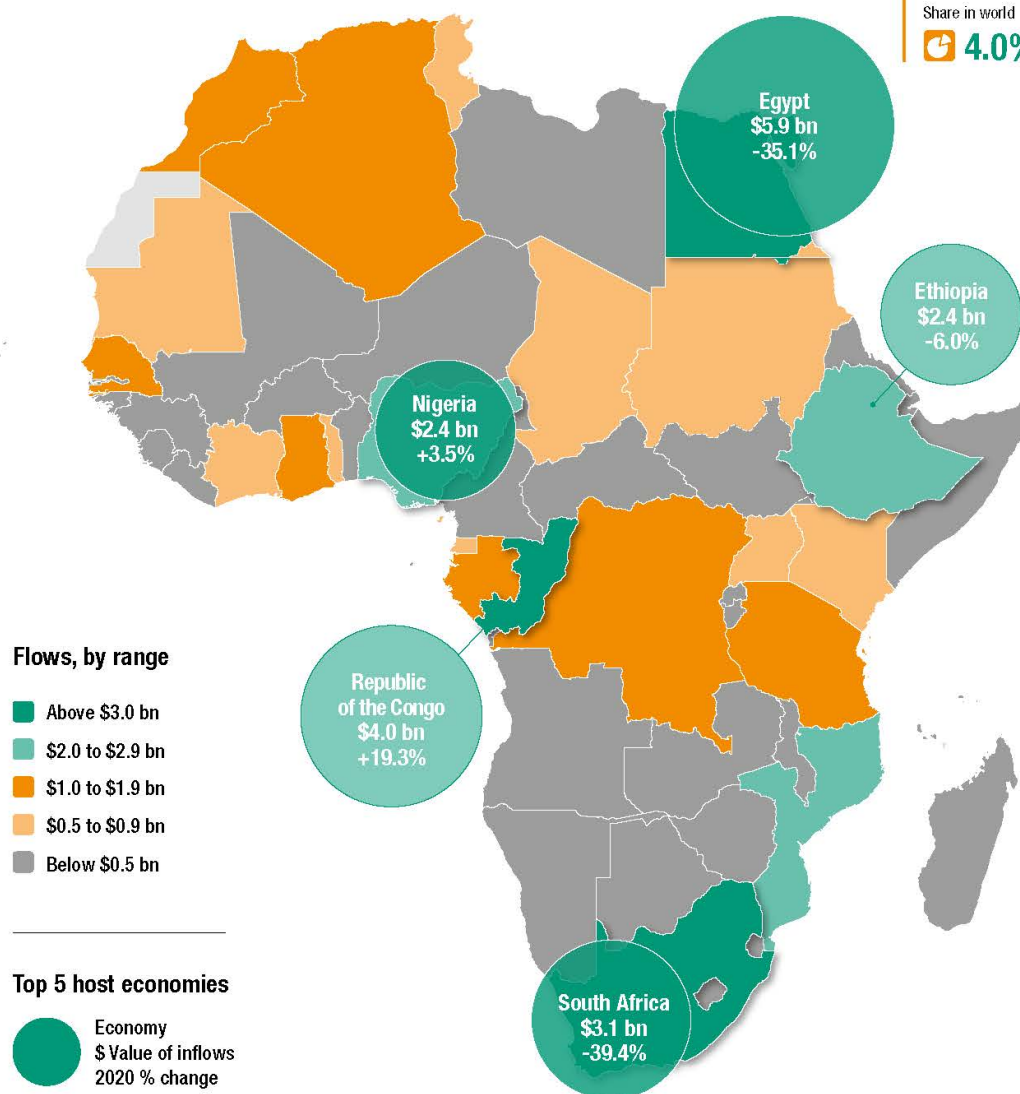 Share in world
4.0%
Egypt
$5.9 bn
-35.1%
Ethiopia
$2.4 bn
-6.0%
Nigeria
$2.4 bn
+3.5%
Republic
of the Congo
$4.0 bn
+19.3%
South Africa
$3.1 bn
-39.4%
Flows, by range
Above $3.0 bn
$2.0 to $2.9 bn
$1.0 to $1.9 bn
$0.5 to $0.9 bn
Below $0.5 bn
Top 5 host economies
Economy
$ Value of inflows
2020 % change